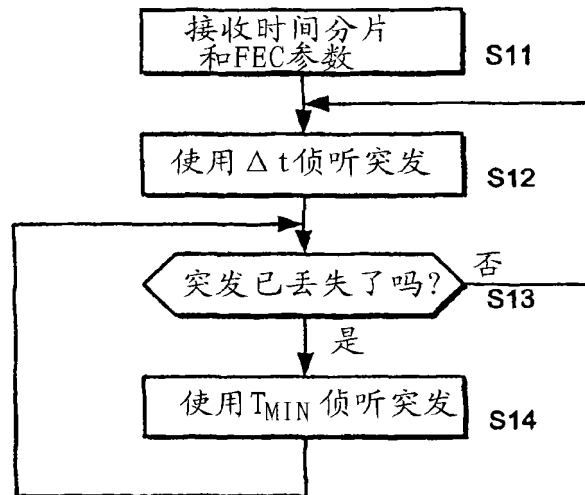 接收时间分片
和FEC参数
S11
使用Δt侦听突发
S12
突发已丢失了吗?
否
S13
是
使用TMIN侦听突发
S14